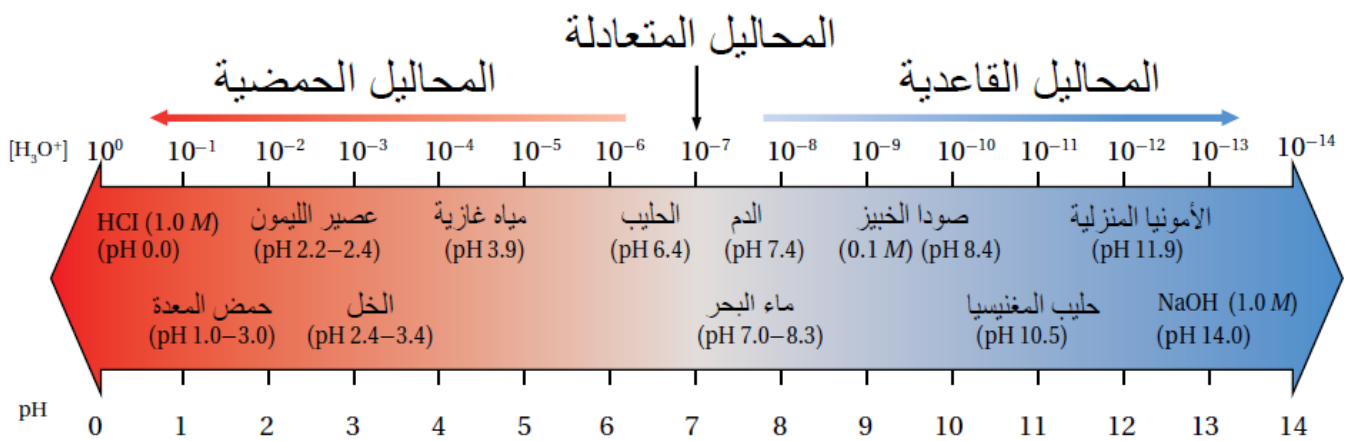 المحاليل المتعادلة
المحاليل الحمضية
المحاليل القاعدية
[H₃O⁺] 10⁰ 10⁻¹ 10⁻² 10⁻³ 10⁻⁴ 10⁻⁵ 10⁻⁶ 10⁻⁷ 10⁻⁸ 10⁻⁹ 10⁻¹⁰ 10⁻¹¹ 10⁻¹² 10⁻¹³ 10⁻¹⁴
HCl (1.0 M)
(pH 0.0)
عصير الليمون
(pH 2.2–2.4)
مياه غازية
(pH 3.9)
الحليب
(pH 6.4)
الدم
(pH 7.4)
صودا الخبيز
(0.1 M) (pH 8.4)
الأمونيا المنزلية
(pH 11.9)
حمض المعدة
(pH 1.0–3.0)
الخل
(pH 2.4–3.4)
ماء البحر
(pH 7.0–8.3)
حليب المغنيسيا
(pH 10.5)
NaOH (1.0 M)
(pH 14.0)
pH 0 1 2 3 4 5 6 7 8 9 10 11 12 13 14